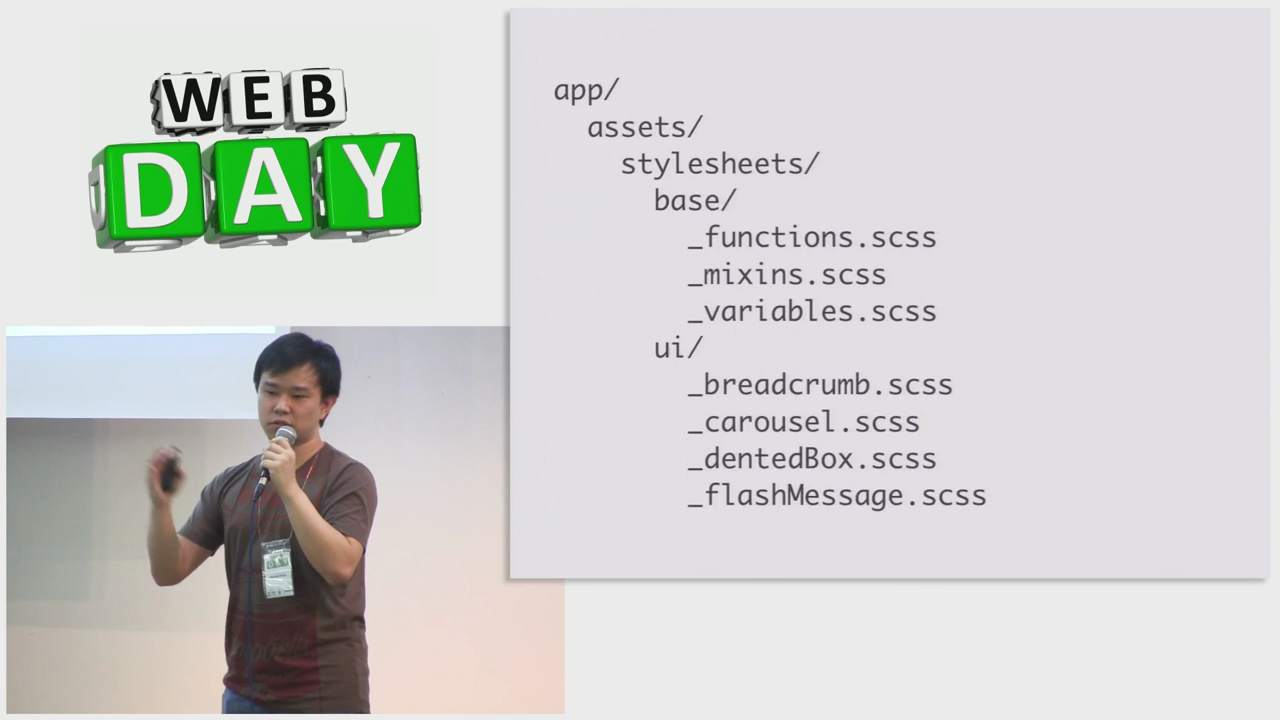 WEB
DAY
app/
assets/
stylesheets/
base/
_functions.scss
_mixins.scss
_variables.scss
ui/
_breadcrumb.scss
_carousel.scss
_dentedBox.scss
_flashMessage.scss